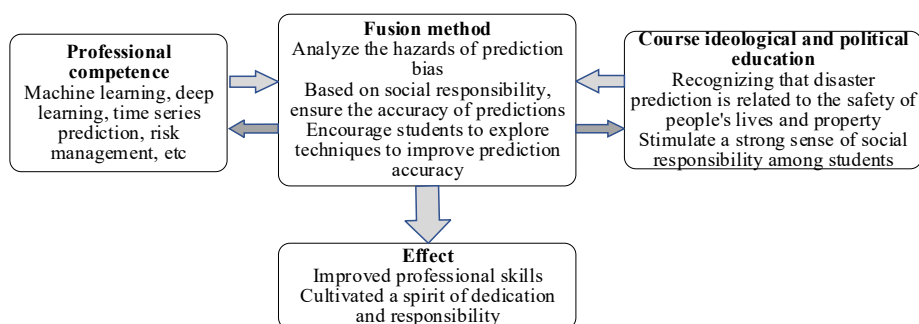 Professional
competence
Machine learning, deep
learning, time series
prediction, risk
management, etc
Fusion method
Analyze the hazards of prediction
bias
Based on social responsibility,
ensure the accuracy of predictions
Encourage students to explore
techniques to improve prediction
accuracy
Course ideological and political
education
Recognizing that disaster
prediction is related to the safety of
people's lives and property
Stimulate a strong sense of social
responsibility among students
Effect
Improved professional skills
Cultivated a spirit of dedication
and responsibility